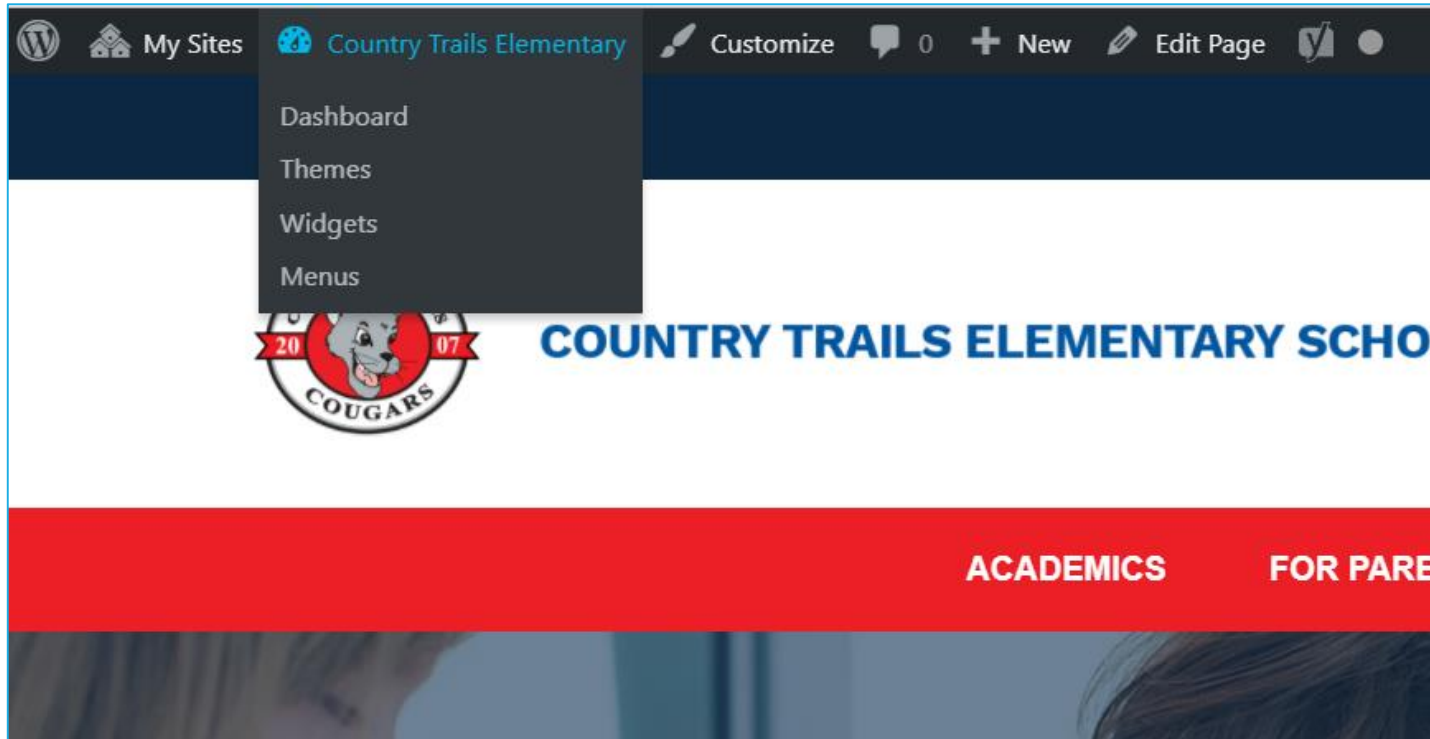 My Sites Country Trails Elementary Customize 0 + New Edit Page
Dashboard
Themes
Widgets
Menus
20 07
COUGARS
COUNTRY TRAILS ELEMENTARY SCHO
ACADEMICS FOR PARE